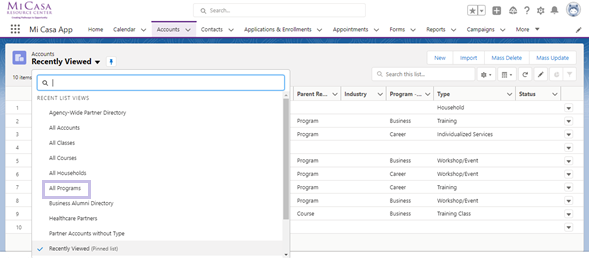 MI CASA
RESOURCE CENTER
Search...
Mi Casa App Home Calendar Accounts Contacts Applications & Enrollments Appointments Forms Reports Campaigns More
Accounts
Recently Viewed
New Import Mass Delete Mass Update
10 items
Search this list...
Parent Re... Industry Program -... Type Status
RECENT LIST VIEWS
Agency-Wide Partner Directory
All Accounts
All Classes
All Courses
All Households
All Programs
Business Alumni Directory
Healthcare Partners
Partner Accounts without Type
Recently Viewed (Pinned list)
1 Household
2 Program Business Training
3 Program Career Individualized Services
4
5 Program Business Workshop/Event
6 Program Career Workshop/Event
7 Program Career Training
8 Program Business Workshop/Event
9 Course Business Training Class
10